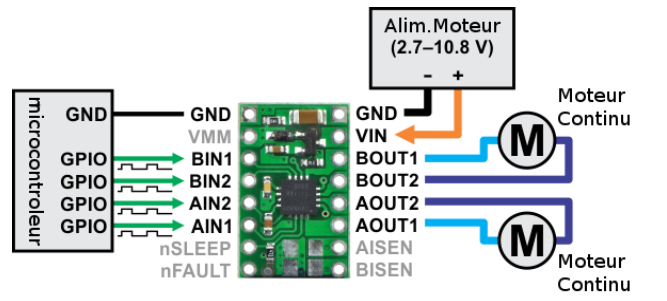 Alim.Moteur
(2.7–10.8 V)
- +
microcontroleur
GND
GPIO
GPIO
GPIO
GPIO
GND
VMM
BIN1
BIN2
AIN2
AIN1
nSLEEP
nFAULT
GND
VIN
BOUT1
BOUT2
AOUT2
AOUT1
AISEN
BISEN
Moteur
Continu
M
M
Moteur
Continu